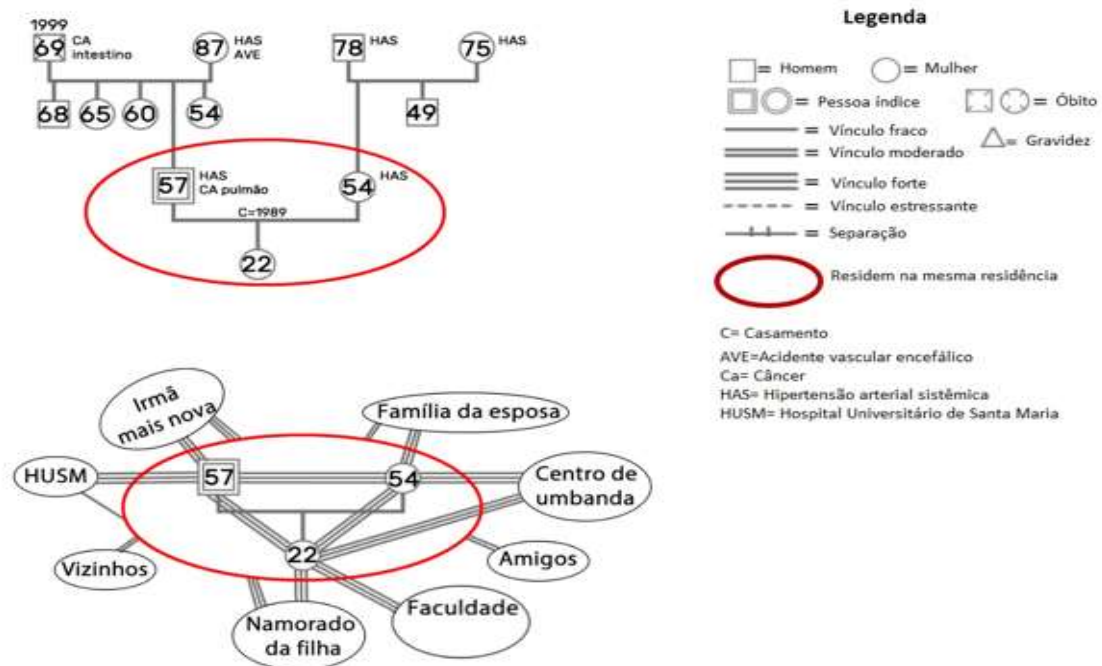 1999
69
CA
intestino
87
HAS
AVE
78
HAS
75
HAS
68
65
60
54
49
57
HAS
CA pulmão
54
HAS
C=1989
22
Legenda
= Homem
= Mulher
= Pessoa índice
= Óbito
= Vínculo fraco
= Gravidez
= Vínculo moderado
= Vínculo forte
= Vínculo estressante
= Separação
Residem na mesma residência
C= Casamento
AVE=Acidente vascular encefálico
Ca= Câncer
HAS= Hipertensão arterial sistêmica
HUSM= Hospital Universitário de Santa Maria
Irmã
mais nova
Família da esposa
HUSM
57
54
Centro de
umbanda
22
Vizinhos
Amigos
Namorado
da filha
Faculdade